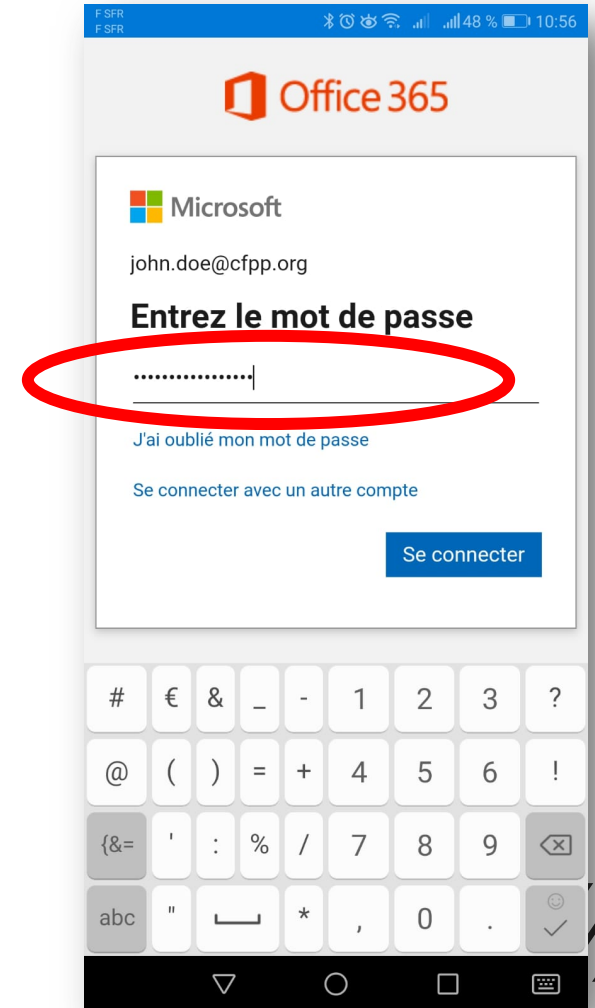 F SFR
F SFR
48 % 10:56
Office 365
Microsoft
john.doe@cfpp.org
Entrez le mot de passe
•••••••••••••••••
J'ai oublié mon mot de passe
Se connecter avec un autre compte
Se connecter
# € & _ - 1 2 3 ?
@ ( ) = + 4 5 6 !
{&= ' : % / 7 8 9
abc " * , 0 .